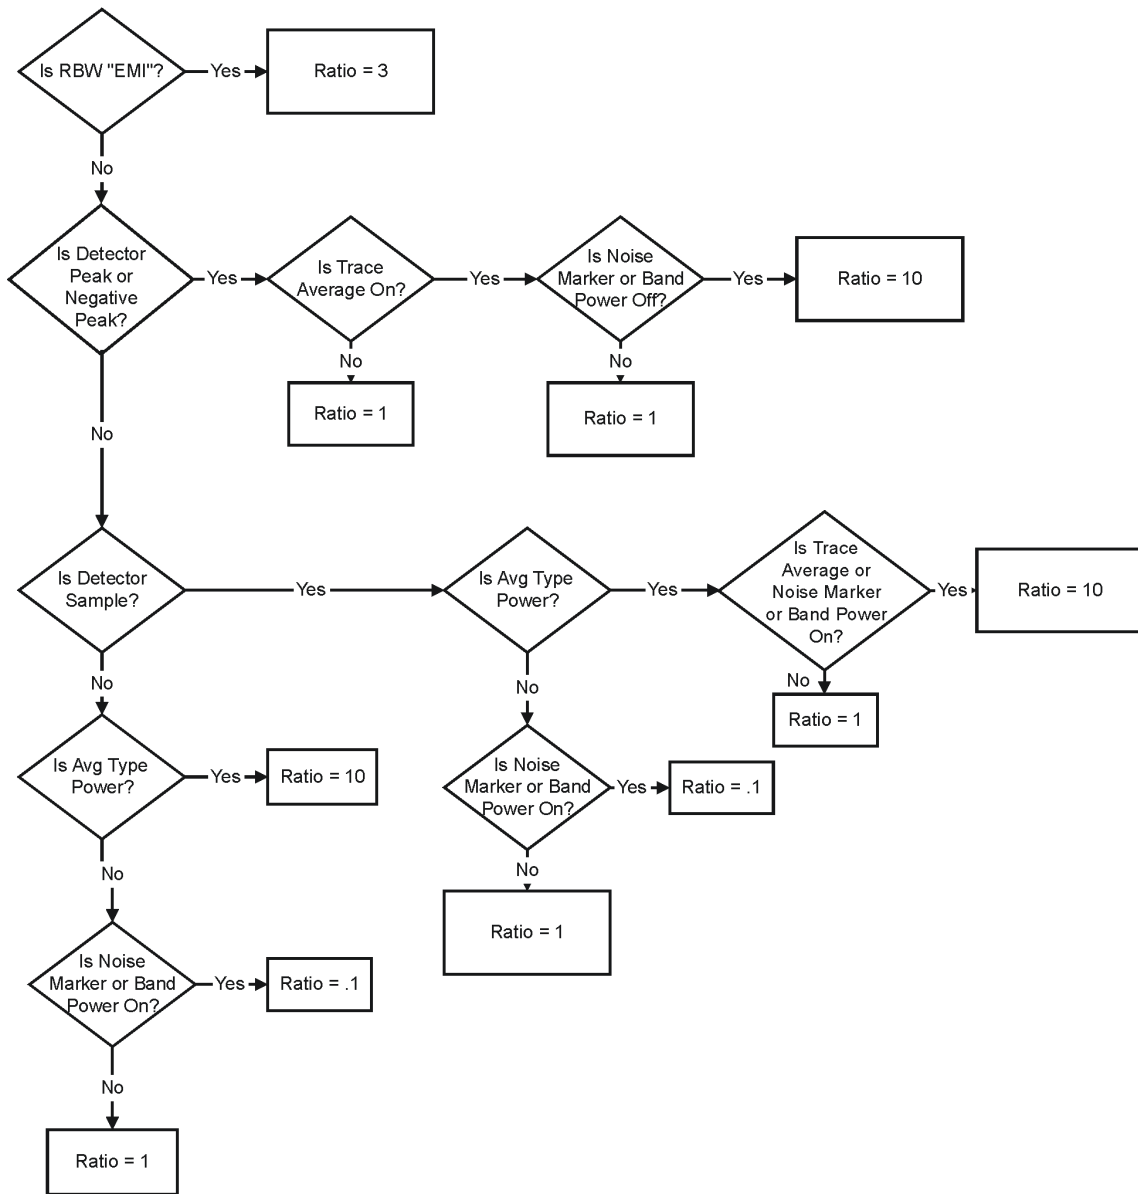 Is RBW "EMI"?
Yes
Ratio = 3
No
Is Detector
Peak or
Negative
Peak?
Yes
Is Trace
Average On?
Yes
Is Noise
Marker or Band
Power Off?
Yes
Ratio = 10
No
Ratio = 1
No
Ratio = 1
No
Is Detector
Sample?
Yes
Is Avg Type
Power?
Yes
Is Trace
Average or
Noise Marker
or Band Power
On?
Yes
Ratio = 10
No
Ratio = 1
No
Is Noise
Marker or Band
Power On?
Yes
Ratio = .1
No
Ratio = 1
No
Is Avg Type
Power?
Yes
Ratio = 10
No
Is Noise
Marker or Band
Power On?
Yes
Ratio = .1
No
Ratio = 1